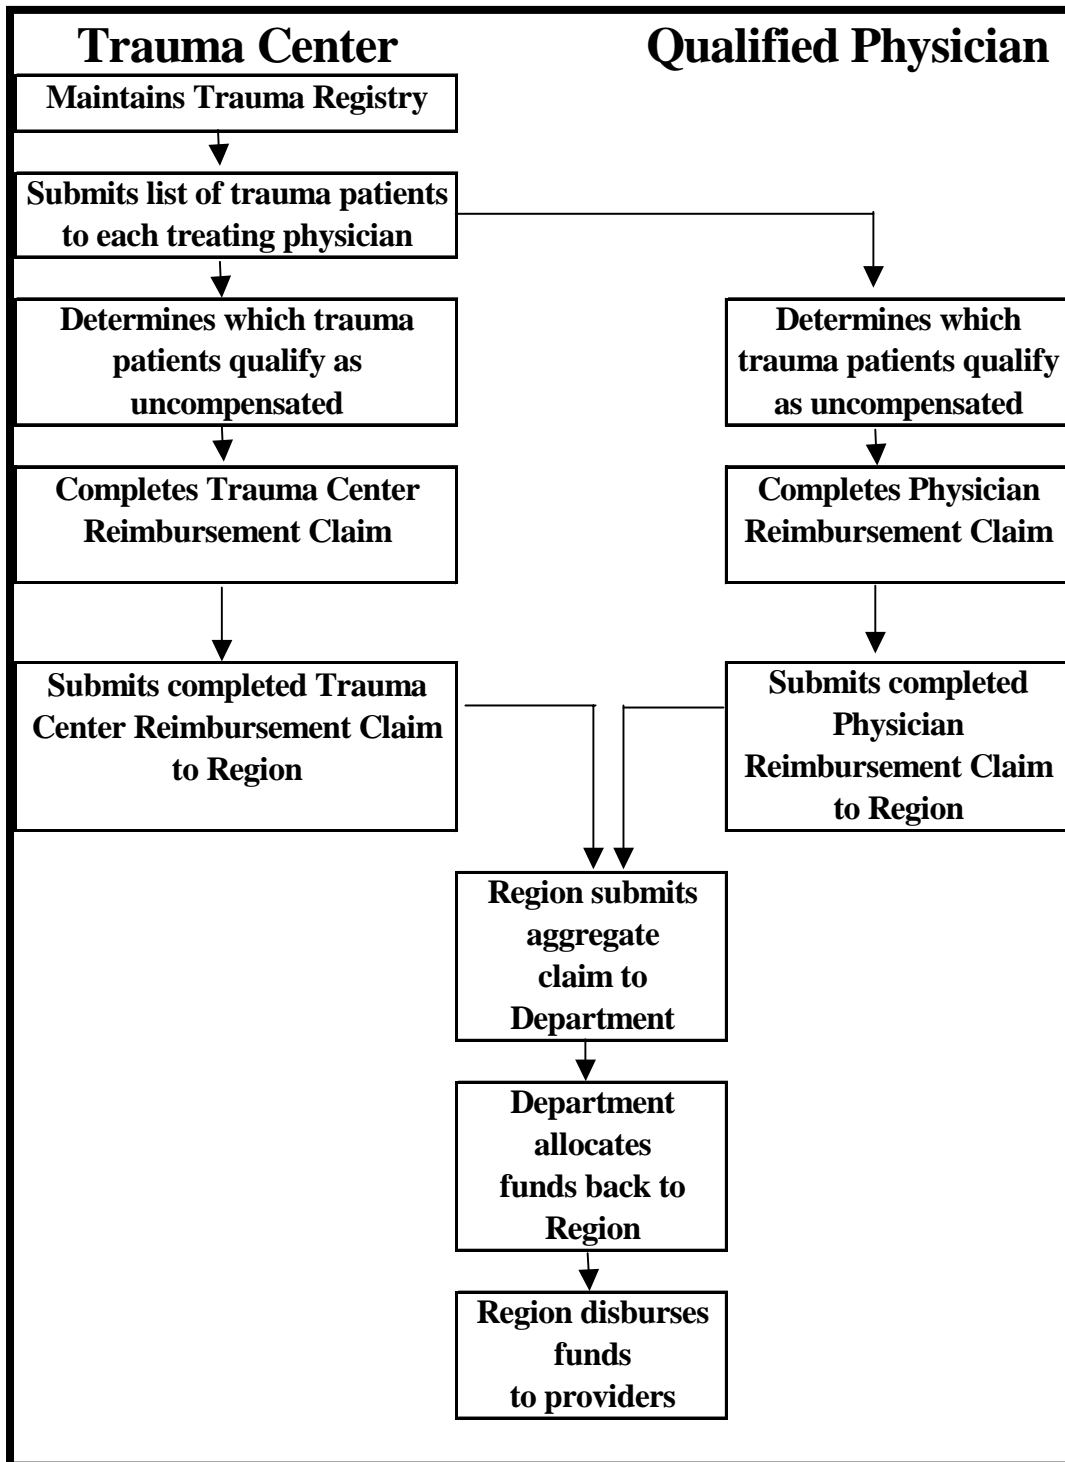 Trauma Center
Qualified Physician
Maintains Trauma Registry
Submits list of trauma patients
to each treating physician
Determines which trauma
patients qualify as
uncompensated
Determines which
trauma patients qualify
as uncompensated
Completes Trauma Center
Reimbursement Claim
Completes Physician
Reimbursement Claim
Submits completed Trauma
Center Reimbursement Claim
to Region
Submits completed
Physician
Reimbursement Claim
to Region
Region submits
aggregate
claim to
Department
Department
allocates
funds back to
Region
Region disburses
funds
to providers